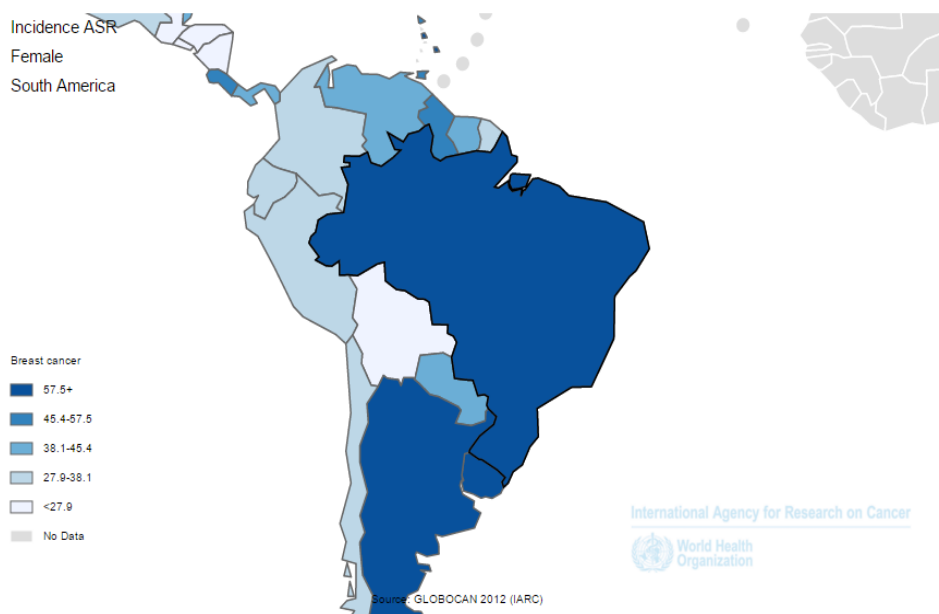 Incidence ASR
Female
South America
Breast cancer
57.5+
45.4-57.5
38.1-45.4
27.9-38.1
<27.9
No Data
International Agency for Research on Cancer
World Health
Organization
Source: GLOBOCAN 2012 (IARC)